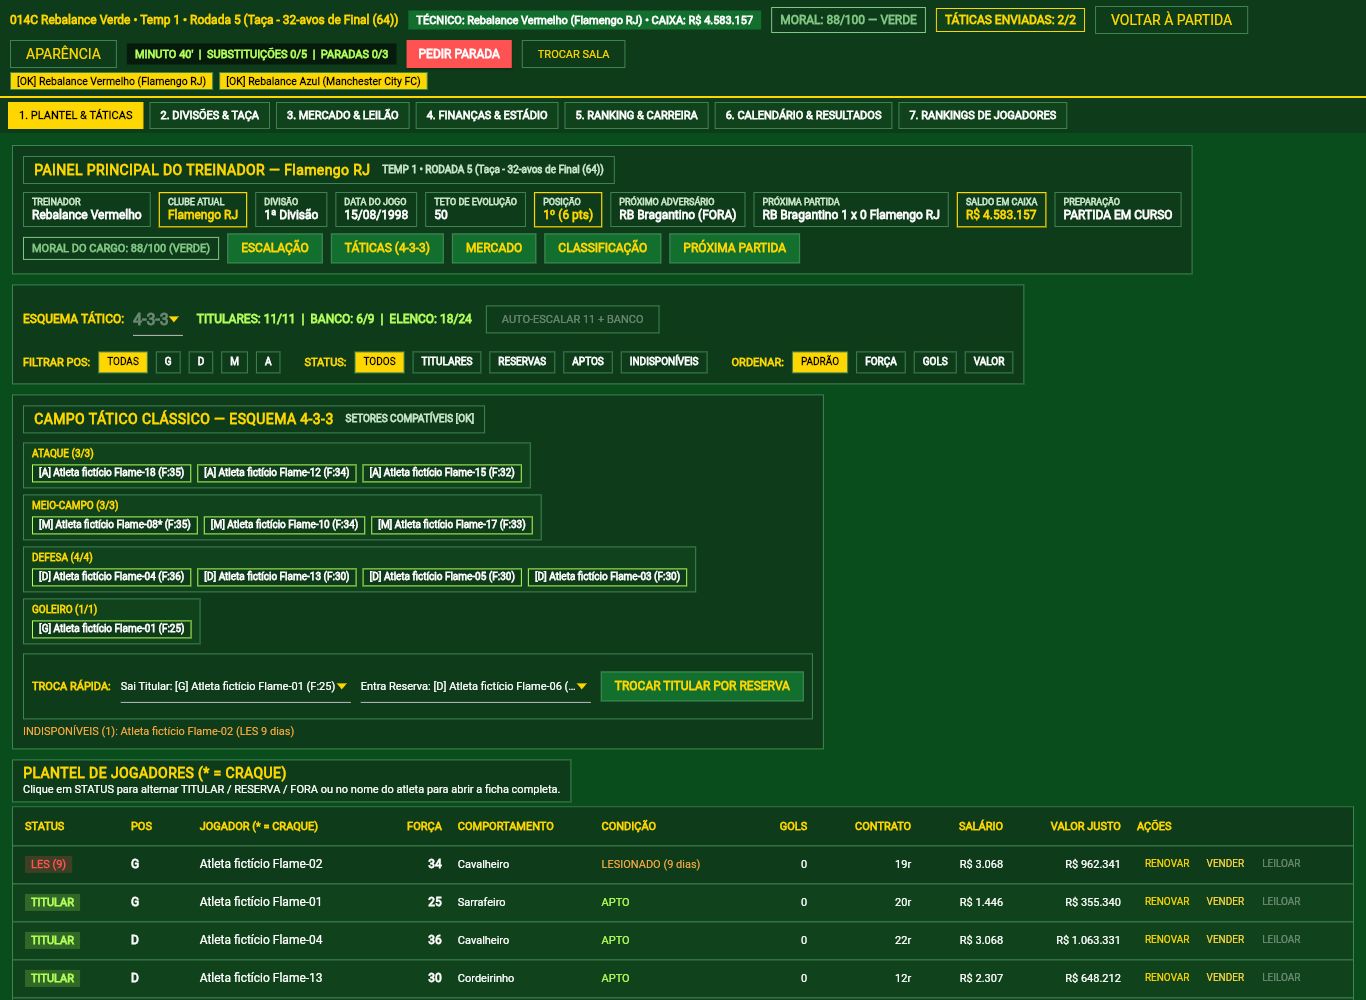 014C Rebalance Verde • Temp 1 • Rodada 5 (Taça - 32-avos de Final (64)) TÉCNICO: Rebalance Vermelho (Flamengo RJ) • CAIXA: R$ 4.583.157 MORAL: 88/100 — VERDE TÁTICAS ENVIADAS: 2/2 VOLTAR À PARTIDA
APARÊNCIA MINUTO 40' | SUBSTITUIÇÕES 0/5 | PARADAS 0/3 PEDIR PARADA TROCAR SALA
[OK] Rebalance Vermelho (Flamengo RJ) [OK] Rebalance Azul (Manchester City FC)
1. PLANTEL & TÁTICAS 2. DIVISÕES & TAÇA 3. MERCADO & LEILÃO 4. FINANÇAS & ESTÁDIO 5. RANKING & CARREIRA 6. CALENDÁRIO & RESULTADOS 7. RANKINGS DE JOGADORES
PAINEL PRINCIPAL DO TREINADOR — Flamengo RJ TEMP 1 • RODADA 5 (Taça - 32-avos de Final (64))
TREINADOR CLUBE ATUAL DIVISÃO DATA DO JOGO TETO DE EVOLUÇÃO POSIÇÃO PRÓXIMO ADVERSÁRIO PRÓXIMA PARTIDA SALDO EM CAIXA PREPARAÇÃO
Rebalance Vermelho Flamengo RJ 1ª Divisão 15/08/1998 50 1º (6 pts) RB Bragantino (FORA) RB Bragantino 1 x 0 Flamengo RJ R$ 4.583.157 PARTIDA EM CURSO
MORAL DO CARGO: 88/100 (VERDE) ESCALAÇÃO TÁTICAS (4-3-3) MERCADO CLASSIFICAÇÃO PRÓXIMA PARTIDA
ESQUEMA TÁTICO: 4-3-3 TITULARES: 11/11 | BANCO: 6/9 | ELENCO: 18/24 AUTO-ESCALAR 11 + BANCO
FILTRAR POS: TODAS G D M A STATUS: TODOS TITULARES RESERVAS APTOS INDISPONÍVEIS ORDENAR: PADRÃO FORÇA GOLS VALOR
CAMPO TÁTICO CLÁSSICO — ESQUEMA 4-3-3 SETORES COMPATÍVEIS [OK]
ATAQUE (3/3)
[A] Atleta fictício Flame-18 (F:35) [A] Atleta fictício Flame-12 (F:34) [A] Atleta fictício Flame-15 (F:32)
MEIO-CAMPO (3/3)
[M] Atleta fictício Flame-08* (F:35) [M] Atleta fictício Flame-10 (F:34) [M] Atleta fictício Flame-17 (F:33)
DEFESA (4/4)
[D] Atleta fictício Flame-04 (F:36) [D] Atleta fictício Flame-13 (F:30) [D] Atleta fictício Flame-05 (F:30) [D] Atleta fictício Flame-03 (F:30)
GOLEIRO (1/1)
[G] Atleta fictício Flame-01 (F:25)
TROCA RÁPIDA: Sai Titular: [G] Atleta fictício Flame-01 (F:25) Entra Reserva: [D] Atleta fictício Flame-06 (... TROCAR TITULAR POR RESERVA
INDISPONÍVEIS (1): Atleta fictício Flame-02 (LES 9 dias)
PLANTEL DE JOGADORES (* = CRAQUE)
Clique em STATUS para alternar TITULAR / RESERVA / FORA ou no nome do atleta para abrir a ficha completa.
STATUS POS JOGADOR (* = CRAQUE) FORÇA COMPORTAMENTO CONDIÇÃO GOLS CONTRATO SALÁRIO VALOR JUSTO AÇÕES
LES (9) G Atleta fictício Flame-02 34 Cavalheiro LESIONADO (9 dias) 0 19r R$ 3.068 R$ 962.341 RENOVAR VENDER LEILOAR
TITULAR G Atleta fictício Flame-01 25 Sarrafeiro APTO 0 20r R$ 1.446 R$ 355.340 RENOVAR VENDER LEILOAR
TITULAR D Atleta fictício Flame-04 36 Cavalheiro APTO 0 22r R$ 3.068 R$ 1.063.331 RENOVAR VENDER LEILOAR
TITULAR D Atleta fictício Flame-13 30 Cordeirinho APTO 0 12r R$ 2.307 R$ 648.212 RENOVAR VENDER LEILOAR